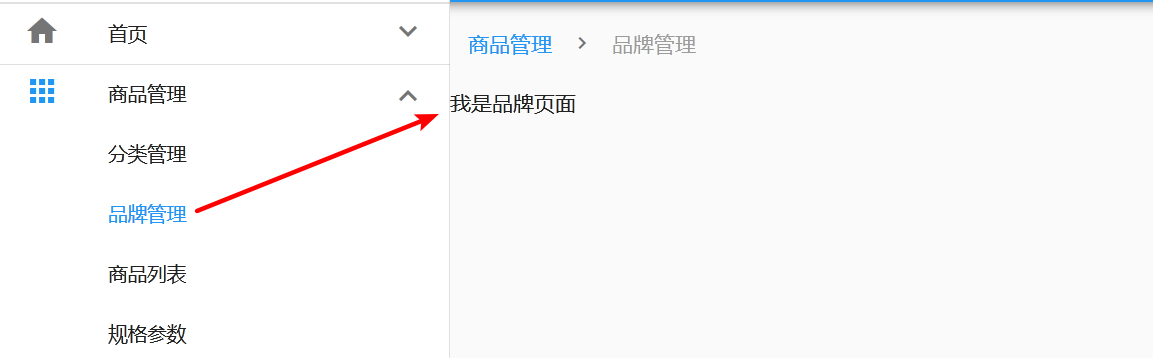 首页
商品管理
分类管理
品牌管理
商品列表
规格参数
商品管理 > 品牌管理
我是品牌页面